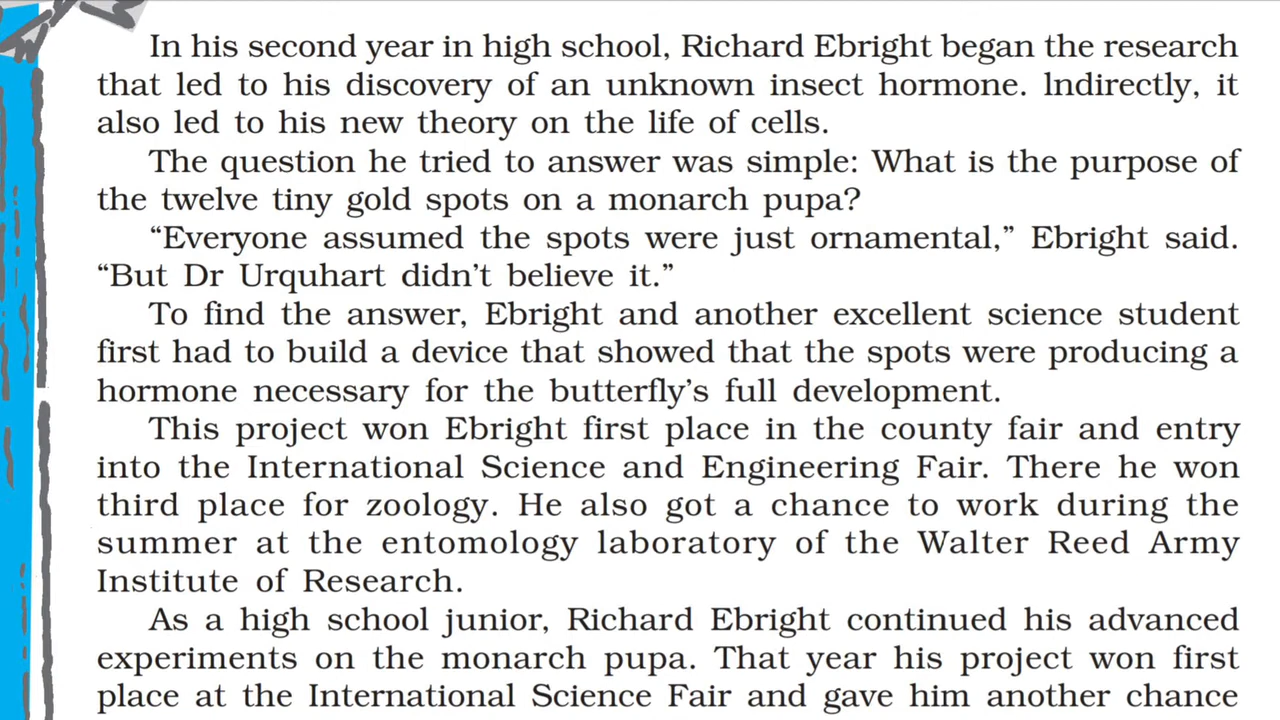 In his second year in high school, Richard Ebright began the research
that led to his discovery of an unknown insect hormone. lndirectly, it
also led to his new theory on the life of cells.
The question he tried to answer was simple: What is the purpose of
the twelve tiny gold spots on a monarch pupa?
“Everyone assumed the spots were just ornamental,” Ebright said.
“But Dr Urquhart didn’t believe it.”
To find the answer, Ebright and another excellent science student
first had to build a device that showed that the spots were producing a
hormone necessary for the butterfly’s full development.
This project won Ebright first place in the county fair and entry
into the International Science and Engineering Fair. There he won
third place for zoology. He also got a chance to work during the
summer at the entomology laboratory of the Walter Reed Army
Institute of Research.
As a high school junior, Richard Ebright continued his advanced
experiments on the monarch pupa. That year his project won first
place at the International Science Fair and gave him another chance